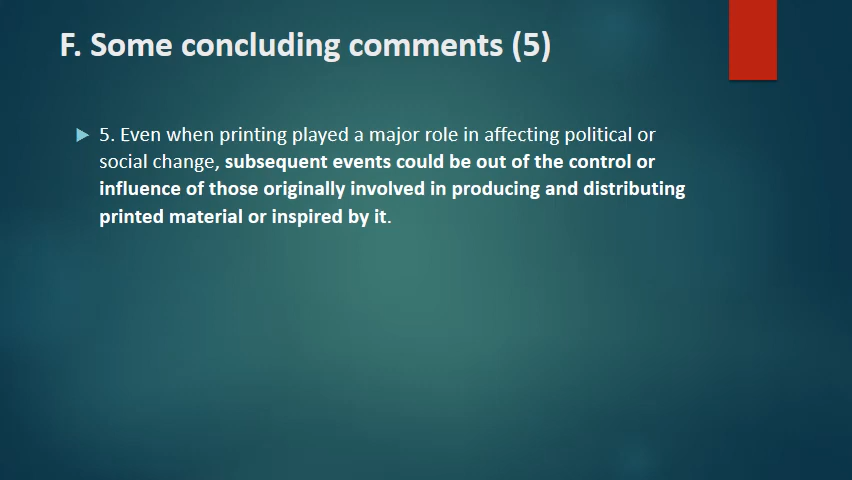 F. Some concluding comments (5)
5. Even when printing played a major role in affecting political or
social change, subsequent events could be out of the control or
influence of those originally involved in producing and distributing
printed material or inspired by it.